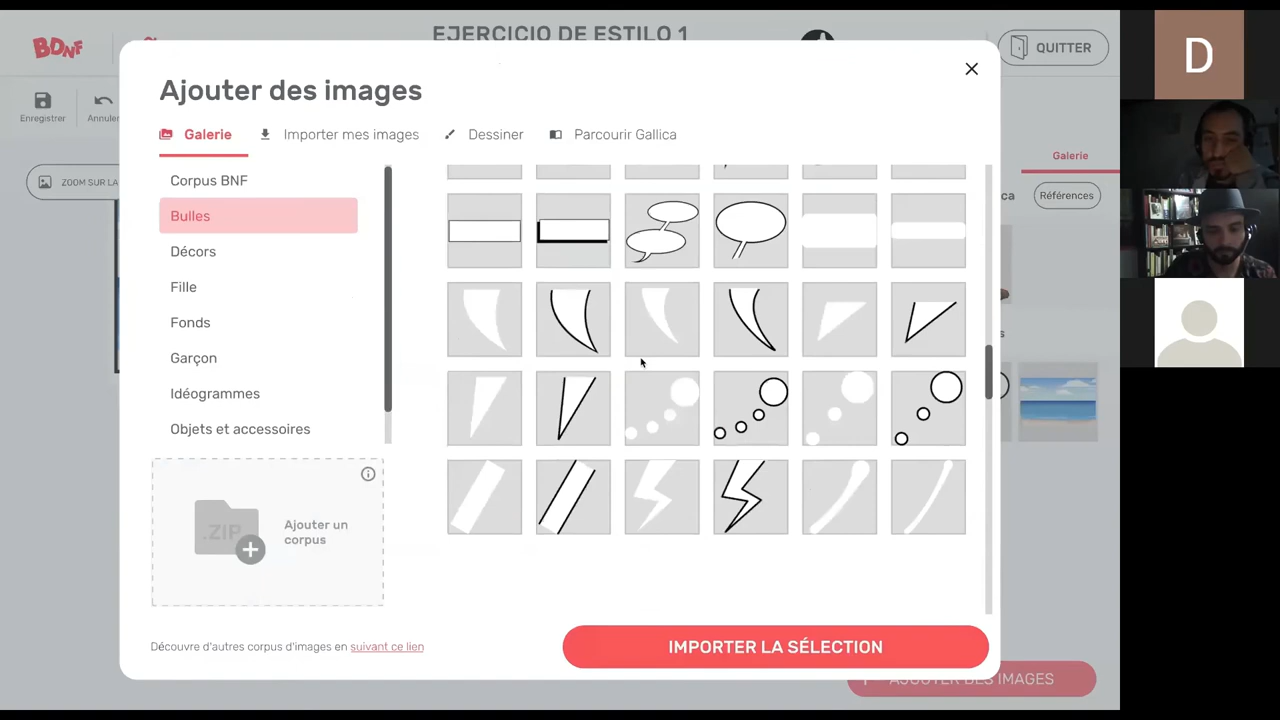 BDNF
EJERCICIO DE ESTILO 1
QUITTER
D
Enregistrer
Annuler
Ajouter des images
Galerie
Importer mes images
Dessiner
Parcourir Gallica
Galerie
ZOOM SUR LA
ca
Références
Corpus BNF
Bulles
Décors
Fille
Fonds
Garçon
Idéogrammes
Objets et accessoires
s
.ZIP
Ajouter un
corpus
Découvre d'autres corpus d'images en suivant ce lien
IMPORTER LA SÉLECTION
AJOUTER DES IMAGES